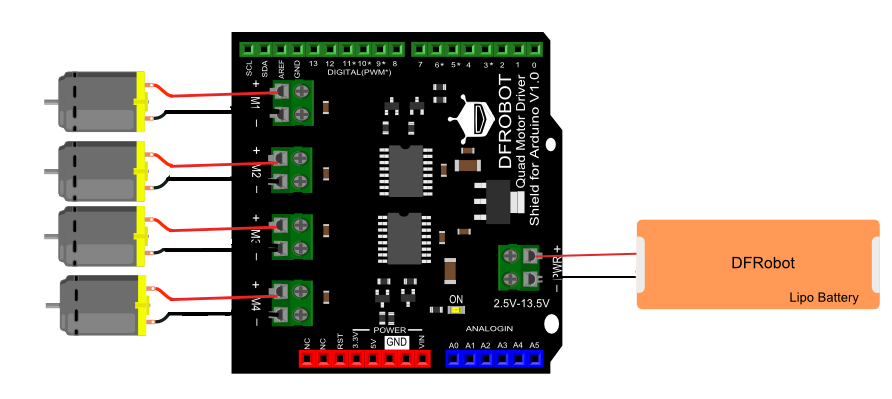 SCL SDA AREF GND 13 12 11* 10* 9* 8 7 6* 5* 4 3* 2 1 0
DIGITAL(PWM*)
+ M1 −
+ M2 −
+ M3 −
+ M4 −
DFROBOT
Quad Motor Driver
Shield for Arduino V1.0
+ PWR −
2.5V-13.5V
DFRobot
Lipo Battery
ON
POWER
ANALOGIN
NC NC RST 3.3V 5V GND VIN
A0 A1 A2 A3 A4 A5